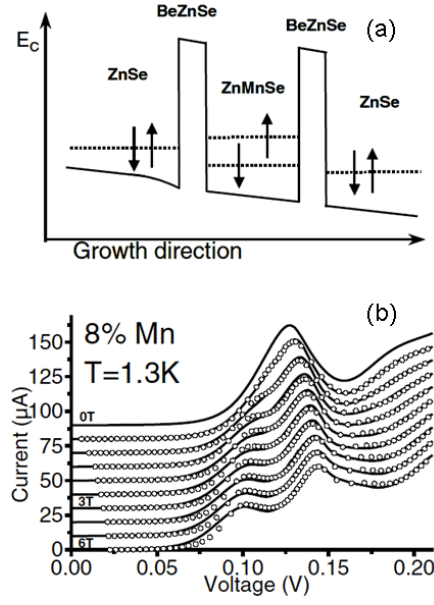 BeZnSe
(a)
E_C
BeZnSe
ZnSe
ZnMnSe
ZnSe
Growth direction
(b)
8% Mn
T=1.3K
150
125
100
75
50
25
0
Current (µA)
0T
3T
6T
0.00 0.05 0.10 0.15 0.20
Voltage (V)